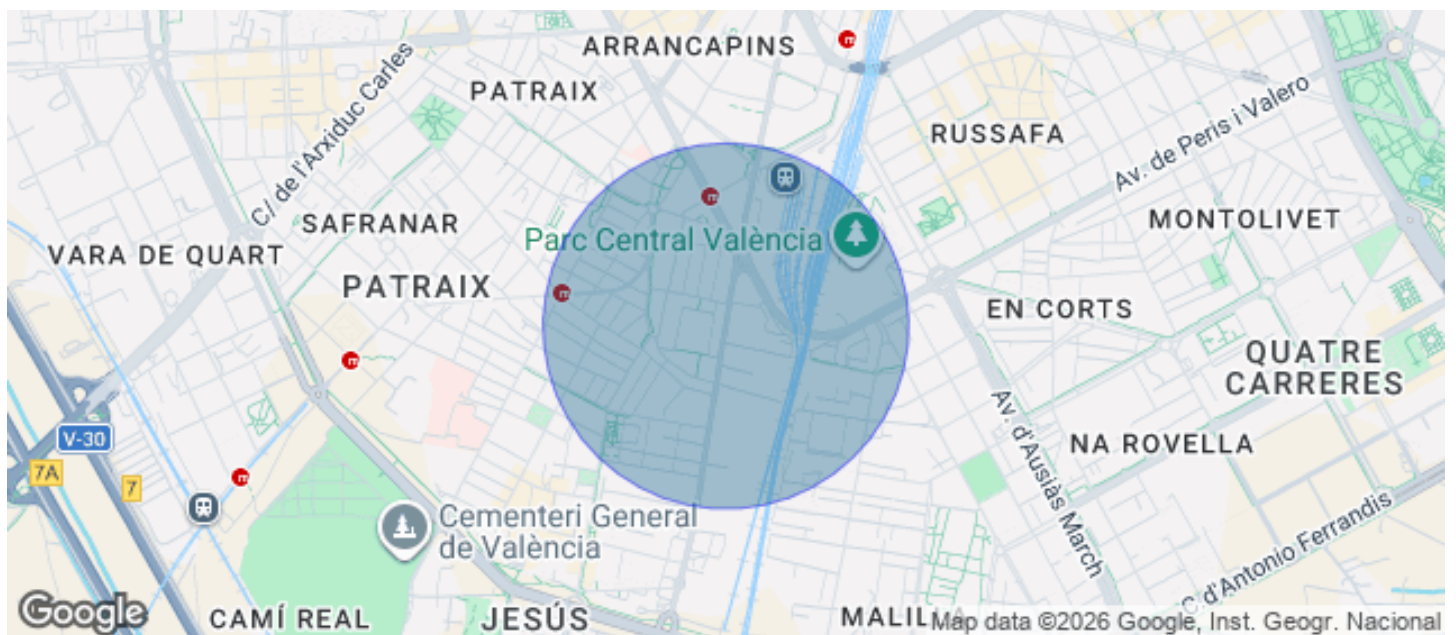 ARRANCAPINS
PATRAIX
C/ de l'Arxiduc Carles
RUSSAFA
Av. de Peris i Valero
SAFRANAR
MONTOLIVET
VARA DE QUART
Parc Central València
PATRAIX
EN CORTS
QUATRE
CARRERES
Av. d'Ausiàs March
V-30
NA ROVELLA
7A
7
Cementeri General
de València
C. d'Antonio Ferrandis
Google
CAMÍ REAL
JESÚS
MALIL
Map data ©2026 Google, Inst. Geogr. Nacional